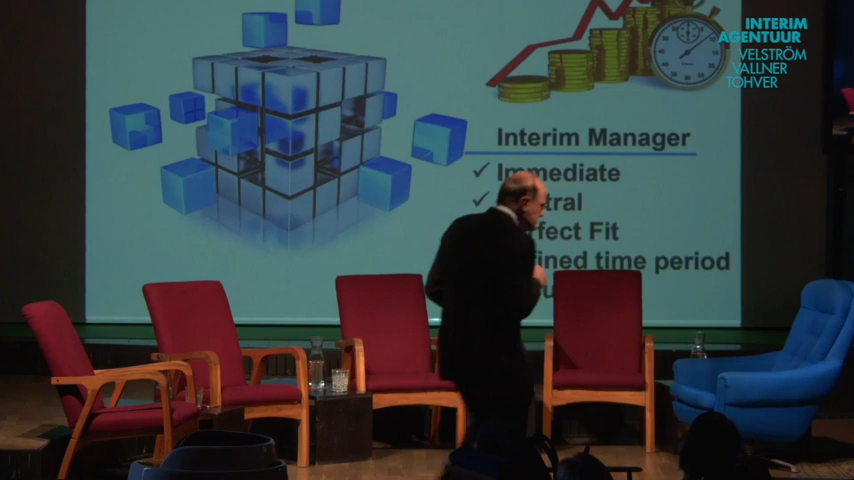 INTERIM
AGENTUUR
VELSTRÖM
VALLNER
TOHVER
Interim Manager
✓ Immediate
✓
Fit
time period